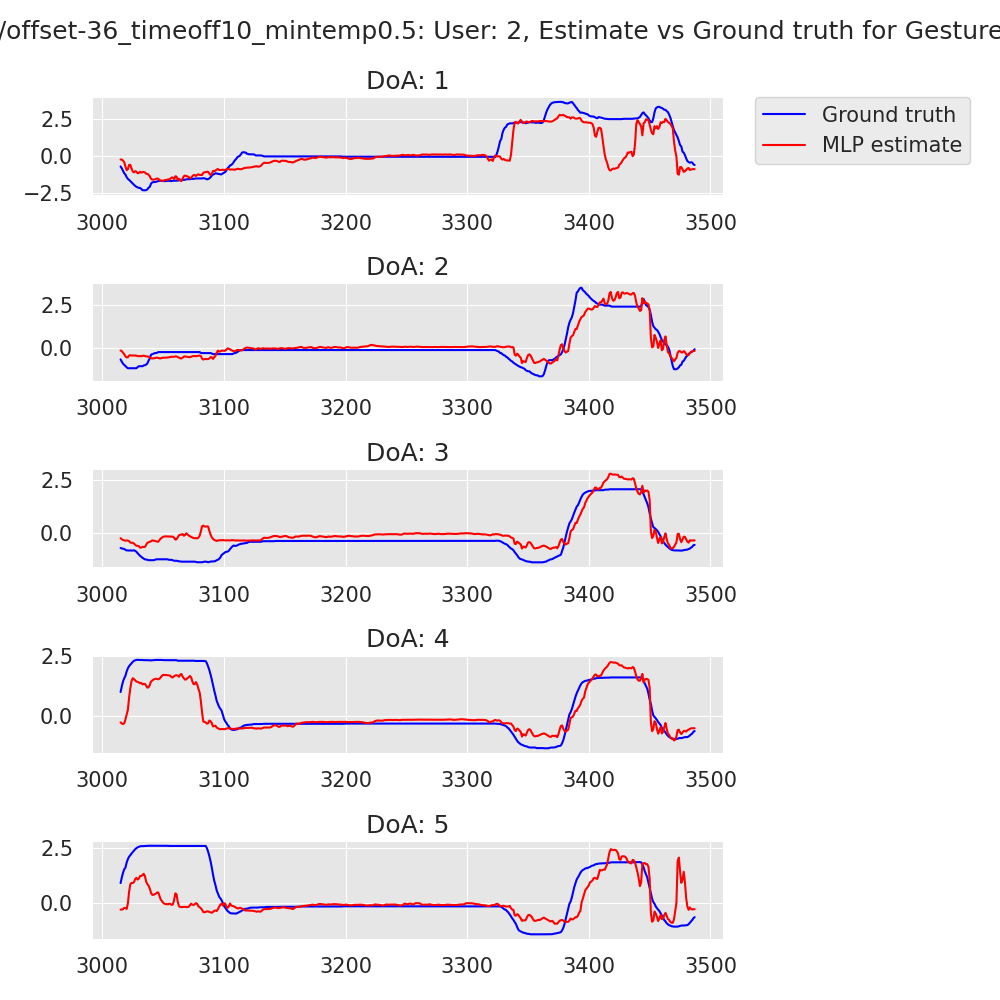 /offset-36_timeoff10_mintemp0.5: User: 2, Estimate vs Ground truth for Gesture
DoA: 1
Ground truth
MLP estimate
2.5
0.0
−2.5
3000 3100 3200 3300 3400 3500
DoA: 2
2.5
0.0
3000 3100 3200 3300 3400 3500
DoA: 3
2.5
0.0
3000 3100 3200 3300 3400 3500
DoA: 4
2.5
0.0
3000 3100 3200 3300 3400 3500
DoA: 5
2.5
0.0
3000 3100 3200 3300 3400 3500